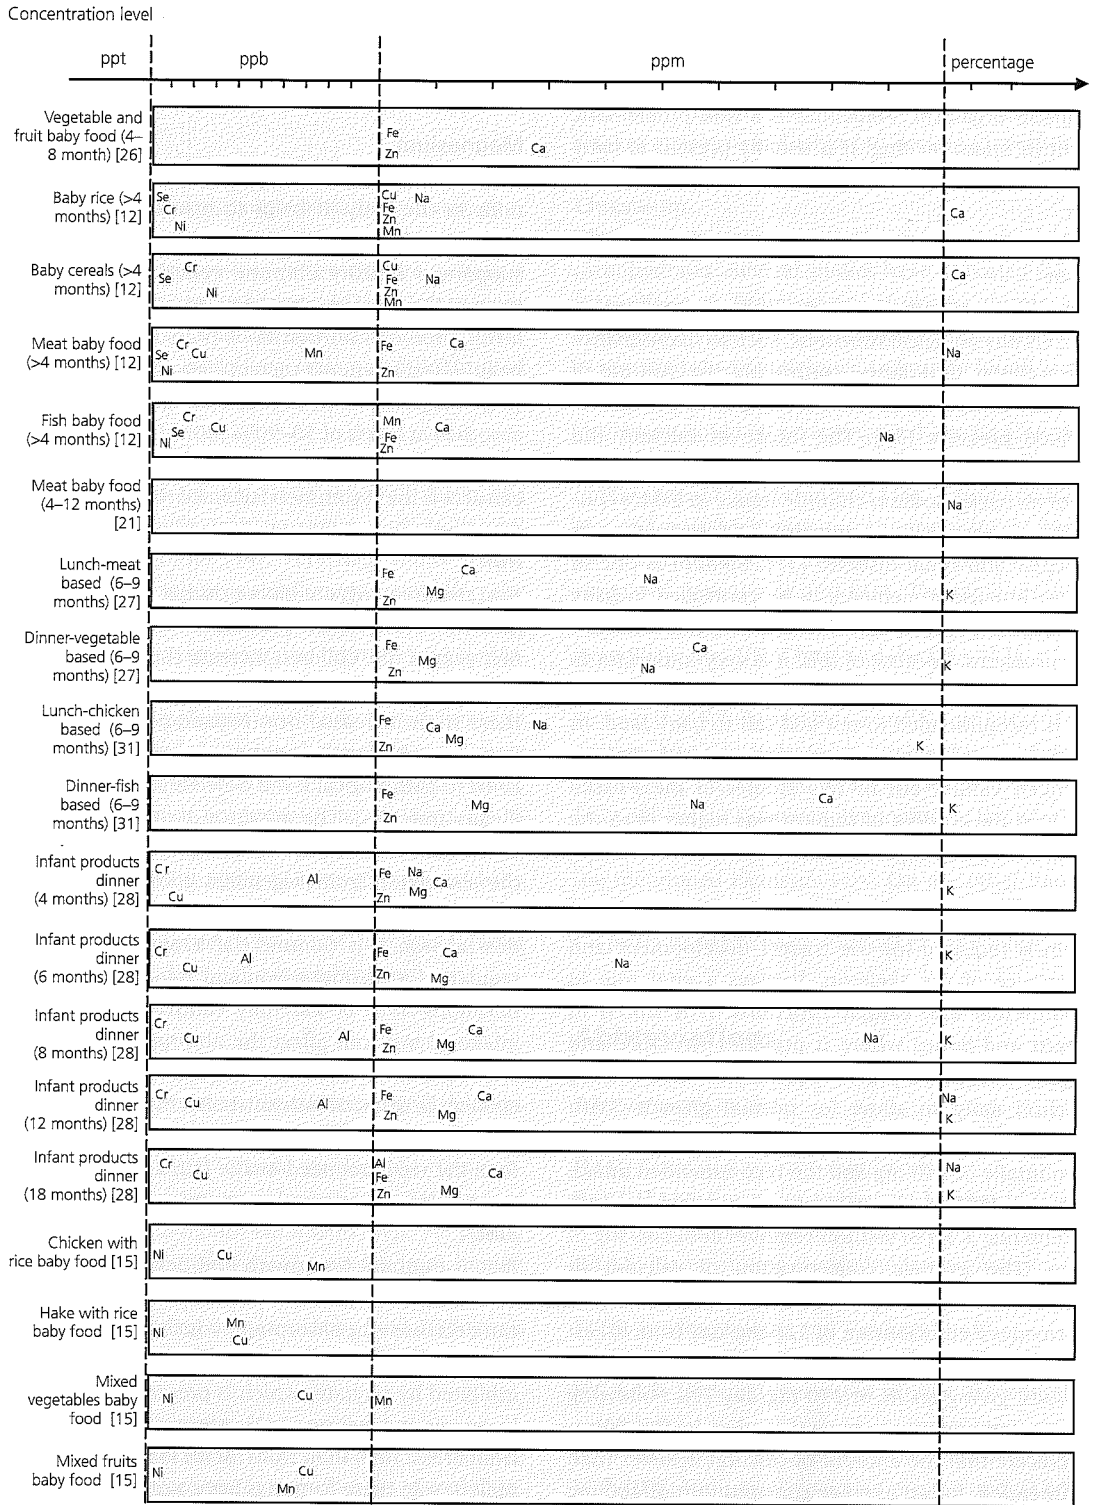 Concentration level
ppt ppb ppm percentage
Vegetable and
fruit baby food (4–
8 month) [26]
Fe
Zn Ca
Baby rice (>4
months) [12]
Se Cu Na
Cr Fe Ca
Zn
Ni Mn
Baby cereals (>4
months) [12]
Cr Cu
Se Fe Na Ca
Ni Zn
Mn
Meat baby food
(>4 months) [12]
Cr Fe Ca
Se Cu Mn Na
Ni Zn
Fish baby food
(>4 months) [12]
Cr Mn
Se Cu Ca
Ni Fe Na
Zn
Meat baby food
(4–12 months)
[21]
Na
Lunch-meat
based (6–9
months) [27]
Fe Ca Na
Zn Mg K
Dinner-vegetable
based (6–9
months) [27]
Fe Ca
Mg
Zn Na K
Lunch-chicken
based (6–9
months) [31]
Fe Ca Na
Zn Mg K
Dinner-fish
based (6–9
months) [31]
Fe Mg Na Ca K
Zn
Infant products
dinner
(4 months) [28]
Cr Al Fe Na
Ca
Cu Zn Mg K
Infant products
dinner
(6 months) [28]
Cr Al Fe Ca K
Cu Zn Mg Na
Infant products
dinner
(8 months) [28]
Cr Fe Ca
Cu Al Zn Mg Na K
Infant products
dinner
(12 months) [28]
Cr Fe Ca Na
Cu Al Zn Mg K
Infant products
dinner
(18 months) [28]
Cr Al Na
Cu Fe Ca
Zn Mg K
Chicken with
rice baby food [15]
Ni Cu
Mn
Hake with rice
baby food [15]
Mn
Ni Cu
Mixed
vegetables baby
food [15]
Ni Cu Mn
Mixed fruits
baby food [15]
Ni Cu
Mn